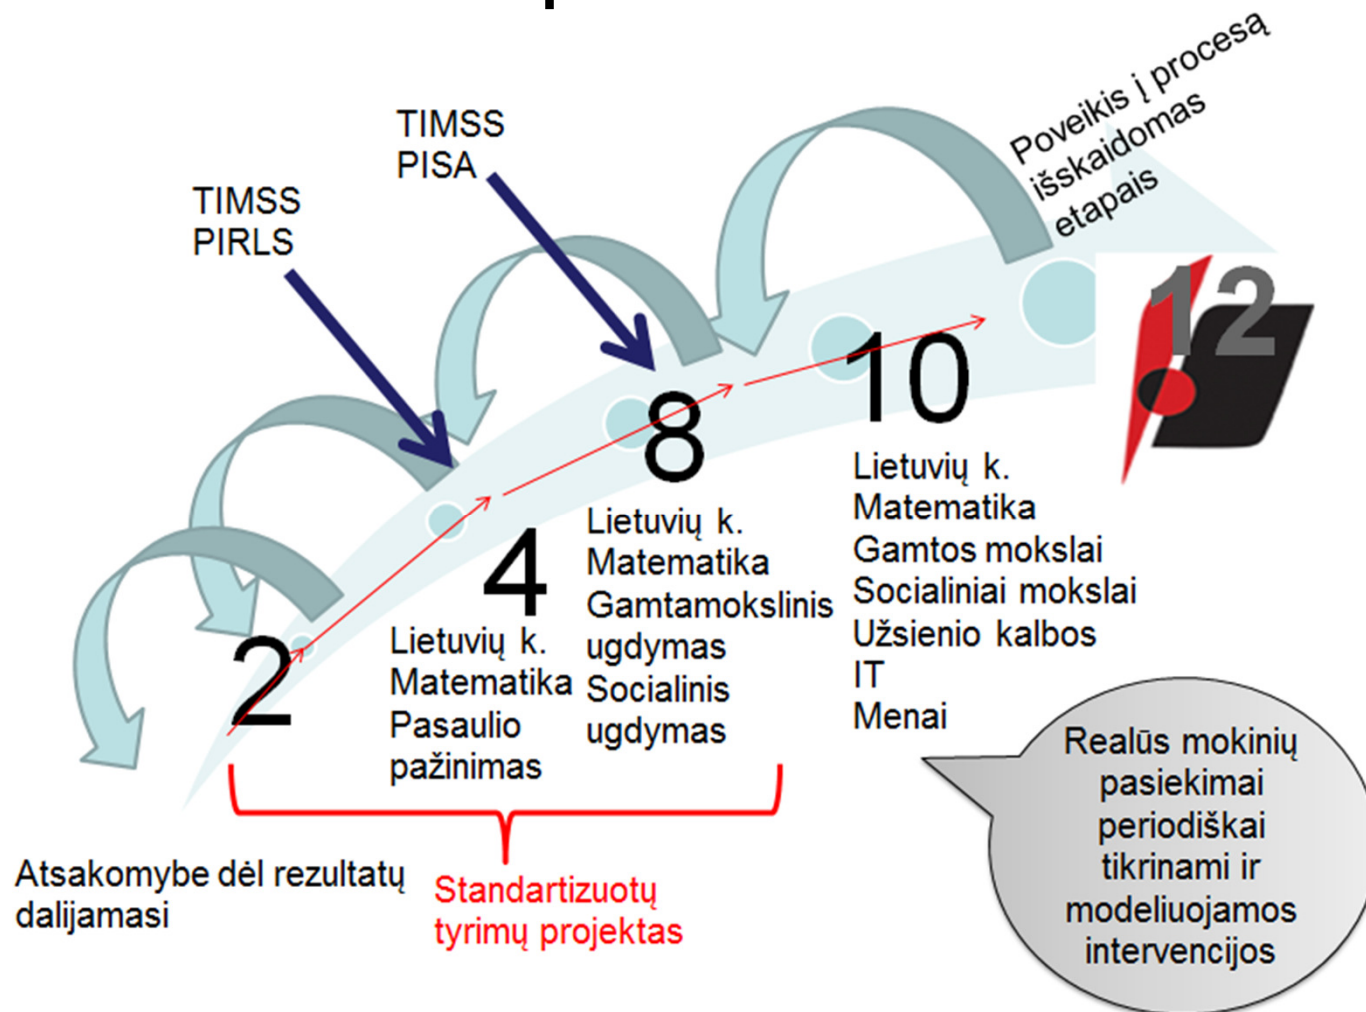 TIMSS
PIRLS
TIMSS
PISA
Poveikis į procesą
išskaidomas
etapais
2
4
Lietuvių k.
Matematika
Pasaulio
pažinimas
8
Lietuvių k.
Matematika
Gamtamokslinis
ugdymas
Socialinis
ugdymas
10
Lietuvių k.
Matematika
Gamtos mokslai
Socialiniai mokslai
Užsienio kalbos
IT
Menai
12
Realūs mokinių
pasiekimai
periodiškai
tikrinami ir
modeliuojamos
intervencijos
Atsakomybe dėl rezultatų
dalijamasi
Standartizuotų
tyrimų projektas